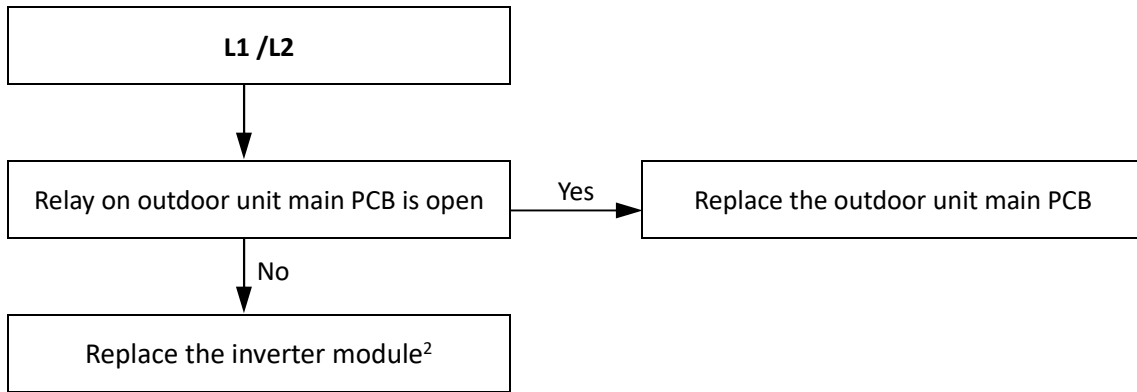 L1 /L2
Relay on outdoor unit main PCB is open
Yes
Replace the outdoor unit main PCB
No
Replace the inverter module²